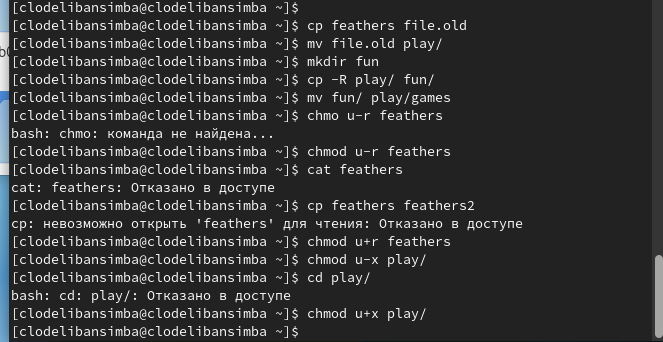 [clodelibansimba@clodelibansimba ~]$
[clodelibansimba@clodelibansimba ~]$ cp feathers file.old
[clodelibansimba@clodelibansimba ~]$ mv file.old play/
[clodelibansimba@clodelibansimba ~]$ mkdir fun
[clodelibansimba@clodelibansimba ~]$ cp -R play/ fun/
[clodelibansimba@clodelibansimba ~]$ mv fun/ play/games
[clodelibansimba@clodelibansimba ~]$ chmo u-r feathers
bash: chmo: команда не найдена...
[clodelibansimba@clodelibansimba ~]$ chmod u-r feathers
[clodelibansimba@clodelibansimba ~]$ cat feathers
cat: feathers: Отказано в доступе
[clodelibansimba@clodelibansimba ~]$ cp feathers feathers2
cp: невозможно открыть 'feathers' для чтения: Отказано в доступе
[clodelibansimba@clodelibansimba ~]$ chmod u+r feathers
[clodelibansimba@clodelibansimba ~]$ chmod u-x play/
[clodelibansimba@clodelibansimba ~]$ cd play/
bash: cd: play/: Отказано в доступе
[clodelibansimba@clodelibansimba ~]$ chmod u+x play/
[clodelibansimba@clodelibansimba ~]$